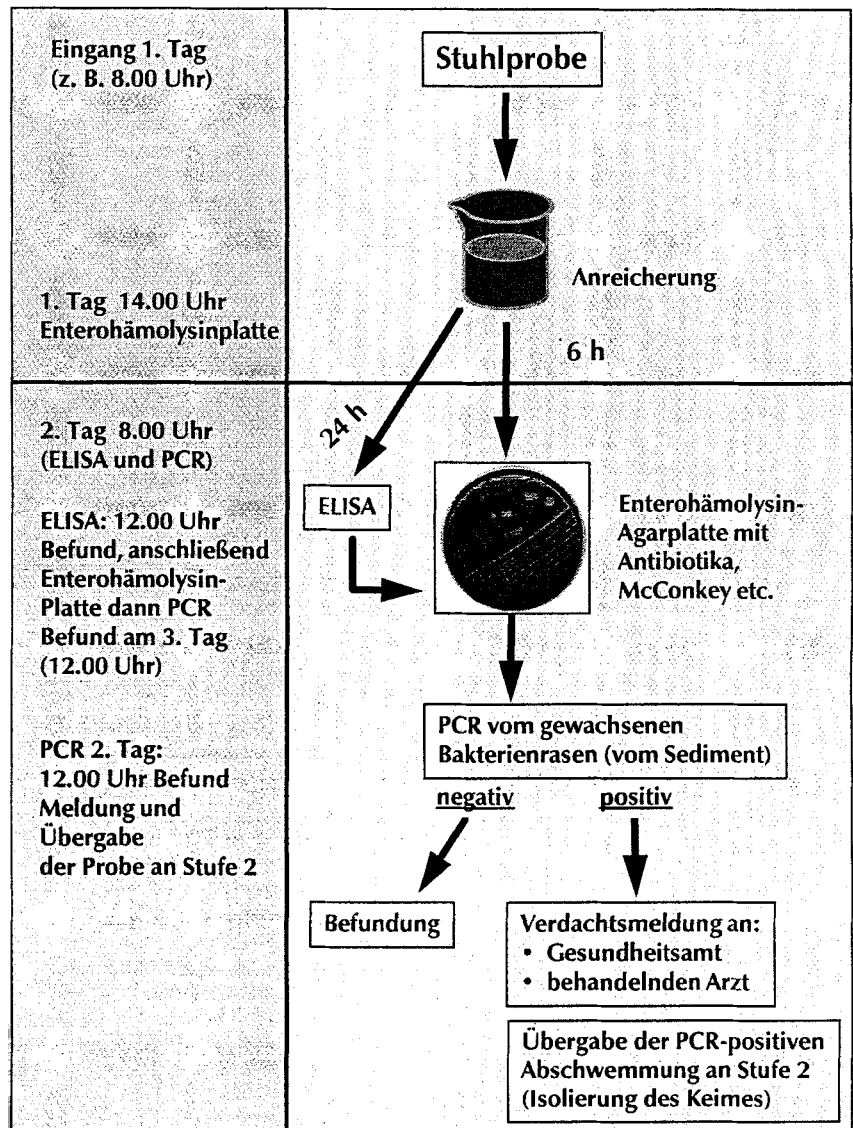 Eingang 1. Tag
(z. B. 8.00 Uhr)
1. Tag 14.00 Uhr
Enterohämolysinplatte
2. Tag 8.00 Uhr
(ELISA und PCR)
ELISA: 12.00 Uhr
Befund, anschließend
Enterohämolysin-
Platte dann PCR
Befund am 3. Tag
(12.00 Uhr)
PCR 2. Tag:
12.00 Uhr Befund
Meldung und
Übergabe
der Probe an Stufe 2
Stuhlprobe
Anreicherung
6 h
24 h
ELISA
Enterohämolysin-
Agarplatte mit
Antibiotika,
McConkey etc.
PCR vom gewachsenen
Bakterienrasen (vom Sediment)
negativ positiv
Befundung
Verdachtsmeldung an:
• Gesundheitsamt
• behandelnden Arzt
Übergabe der PCR-positiven
Abschwemmung an Stufe 2
(Isolierung des Keimes)